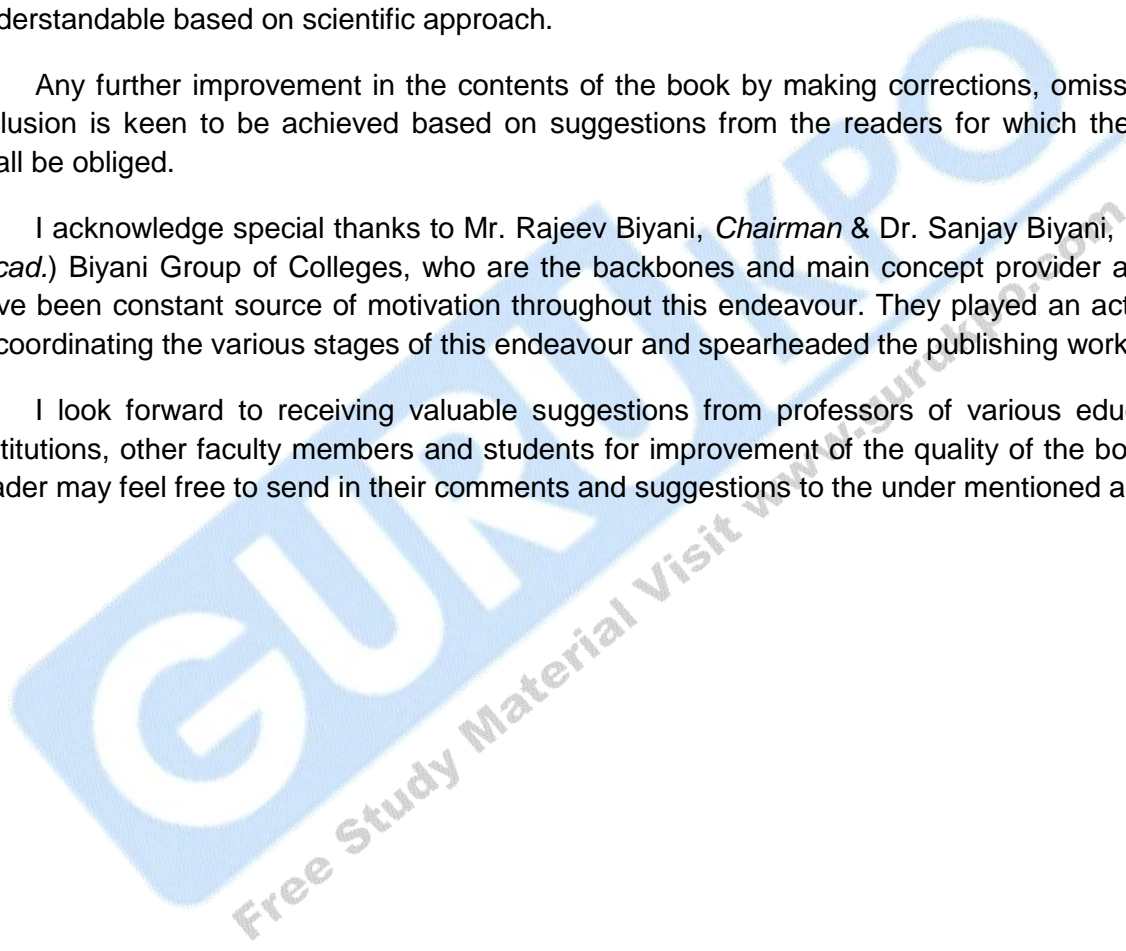 nderstandable based on scientific approach.
Any further improvement in the contents of the book by making corrections, omiss
lusion is keen to be achieved based on suggestions from the readers for which the
all be obliged.
I acknowledge special thanks to Mr. Rajeev Biyani, Chairman & Dr. Sanjay Biyani,
cad.) Biyani Group of Colleges, who are the backbones and main concept provider a
ve been constant source of motivation throughout this endeavour. They played an act
coordinating the various stages of this endeavour and spearheaded the publishing work
I look forward to receiving valuable suggestions from professors of various edu
titutions, other faculty members and students for improvement of the quality of the bo
ader may feel free to send in their comments and suggestions to the under mentioned a
GURUKPO
Free Study Material Visit www.gurukpo.com